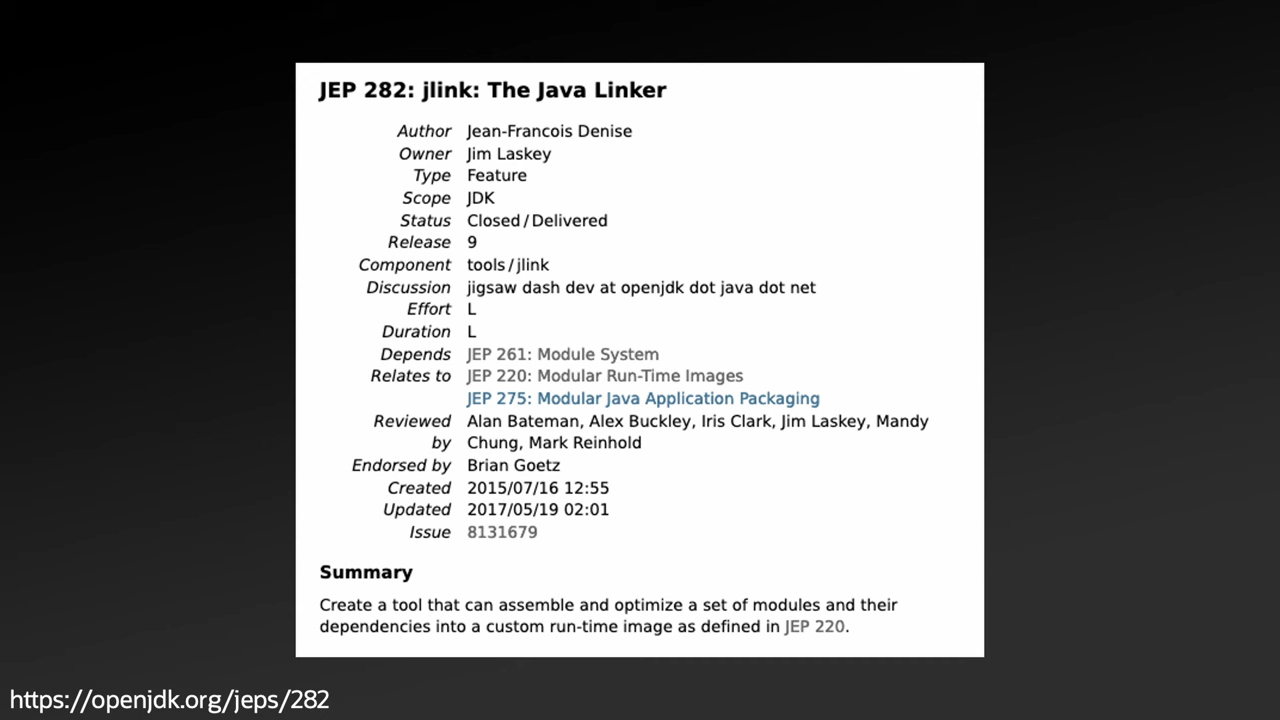 JEP 282: jlink: The Java Linker
Author Jean-Francois Denise
Owner Jim Laskey
Type Feature
Scope JDK
Status Closed / Delivered
Release 9
Component tools / jlink
Discussion jigsaw dash dev at openjdk dot java dot net
Effort L
Duration L
Depends JEP 261: Module System
Relates to JEP 220: Modular Run-Time Images
JEP 275: Modular Java Application Packaging
Reviewed Alan Bateman, Alex Buckley, Iris Clark, Jim Laskey, Mandy
by Chung, Mark Reinhold
Endorsed by Brian Goetz
Created 2015/07/16 12:55
Updated 2017/05/19 02:01
Issue 8131679
Summary
Create a tool that can assemble and optimize a set of modules and their
dependencies into a custom run-time image as defined in JEP 220.
https://openjdk.org/jeps/282